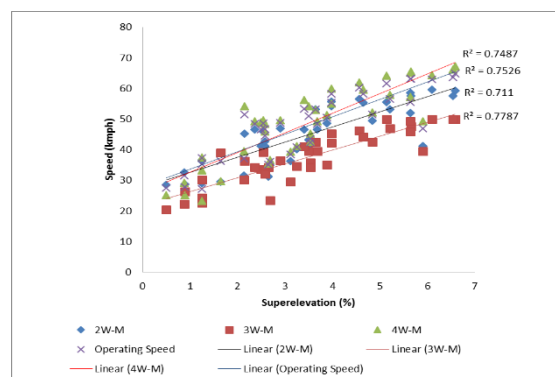 80
70
60
50
40
30
20
10
0
Speed (kmph)
R² = 0.7487
R² = 0.7526
R² = 0.711
R² = 0.7787
0 1 2 3 4 5 6 7
Superelevation (%)
2W-M 3W-M 4W-M
Operating Speed Linear (2W-M) Linear (3W-M)
Linear (4W-M) Linear (Operating Speed)